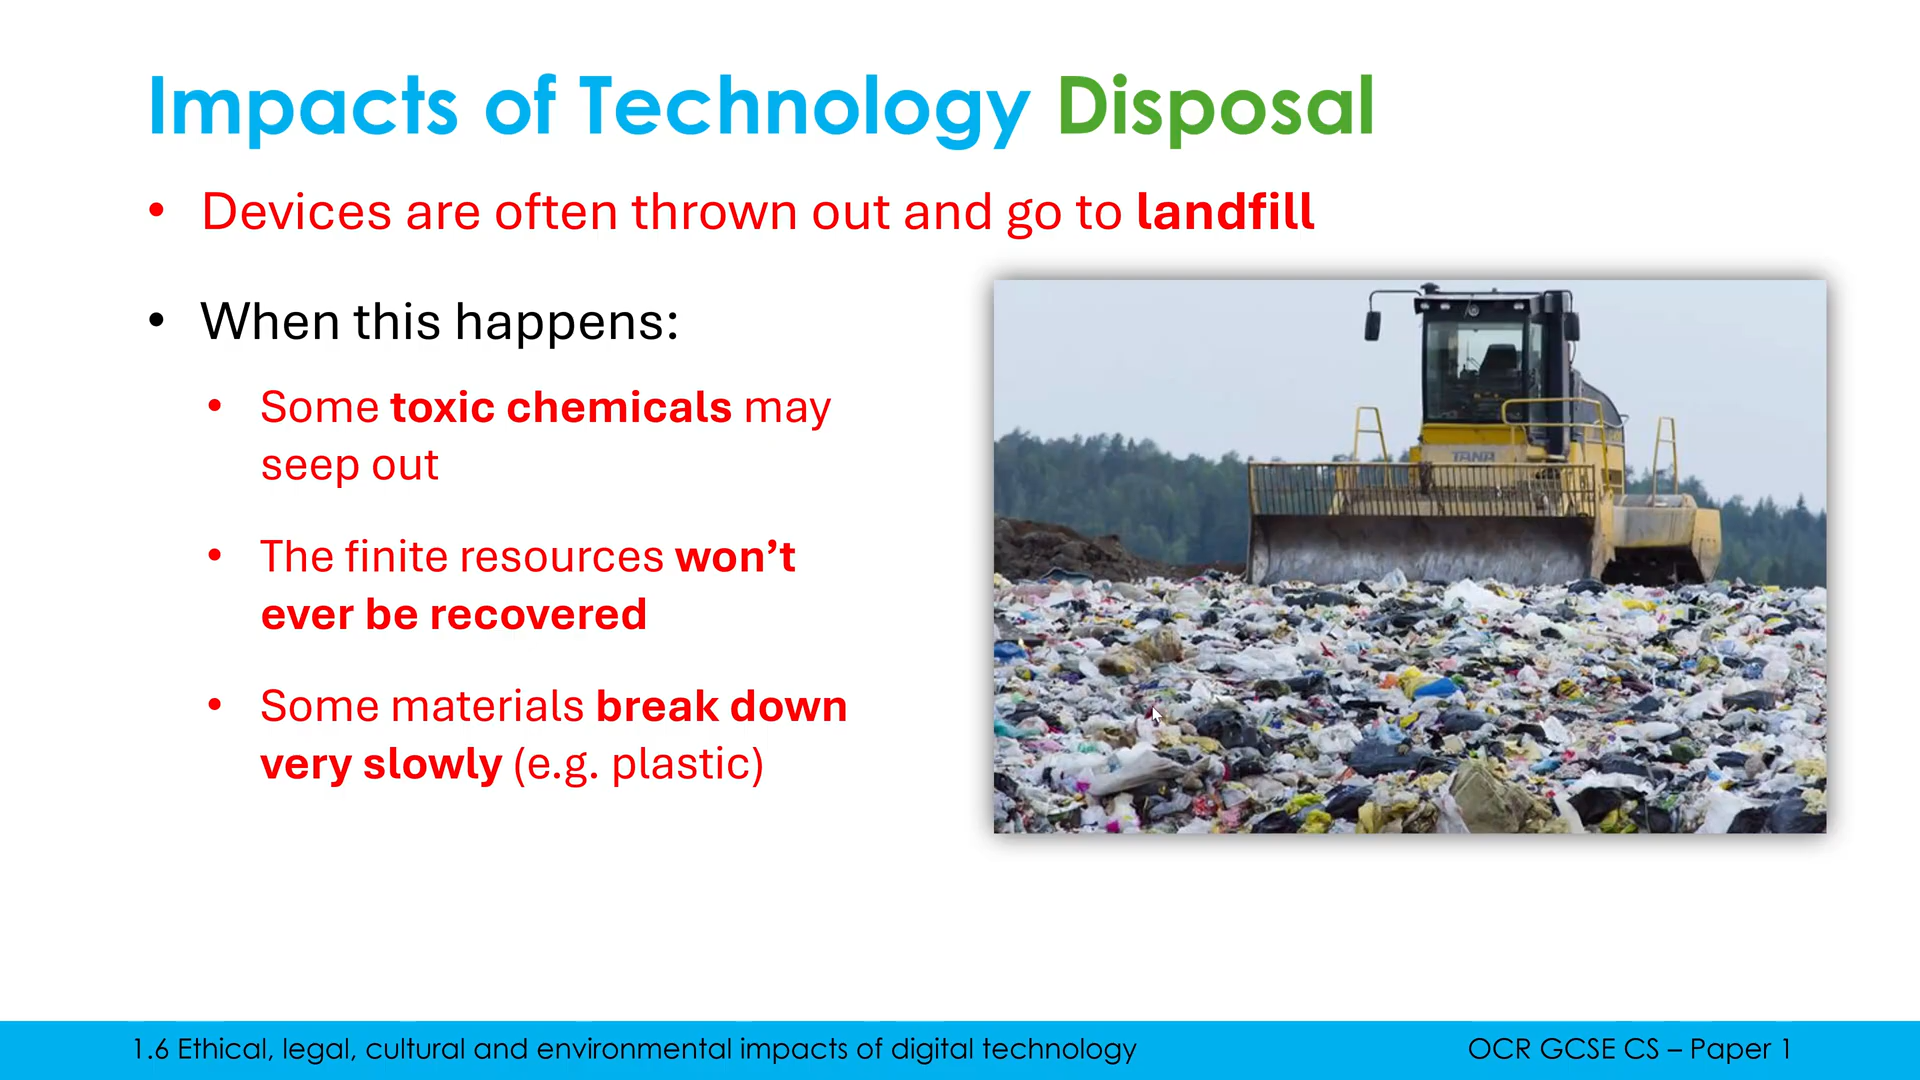 Impacts of Technology Disposal
• Devices are often thrown out and go to landfill
• When this happens:
• Some toxic chemicals may
seep out
• The finite resources won’t
ever be recovered
• Some materials break down
very slowly (e.g. plastic)
TANA
1.6 Ethical, legal, cultural and environmental impacts of digital technology
OCR GCSE CS – Paper 1